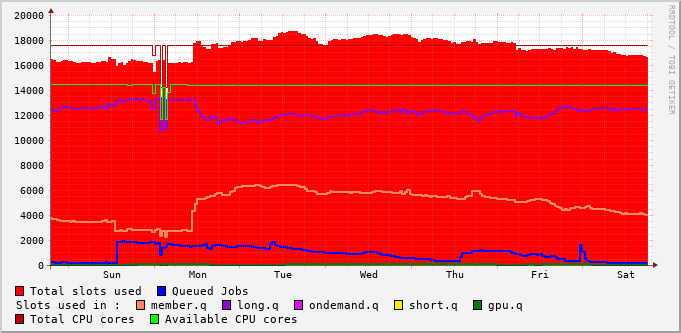 20000
18000
16000
14000
12000
10000
8000
6000
4000
2000
0
Sun Mon Tue Wed Thu Fri Sat
RRDTOOL / TOBI OETIKER
Total slots used Queued Jobs
Slots used in : member.q long.q ondemand.q short.q gpu.q
Total CPU cores Available CPU cores